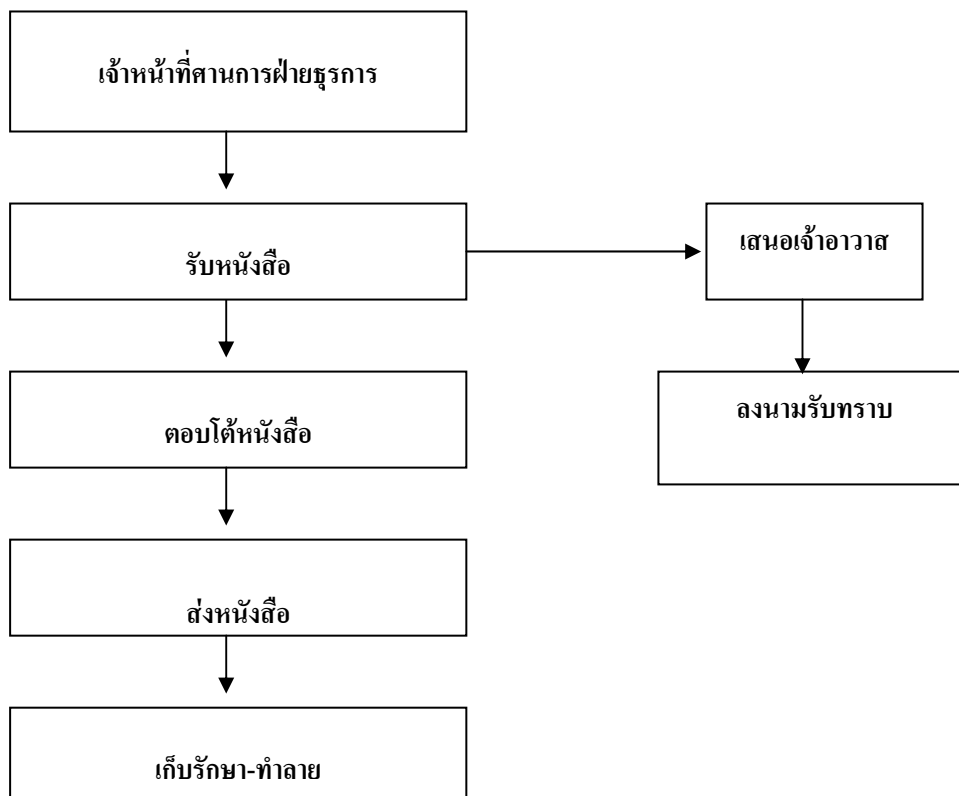 เจ้าหน้าที่ศานการฝ่ายธุรการ
รับหนังสือ
เสนอเจ้าอาวาส
ตอบโต้หนังสือ
ลงนามรับทราบ
ส่งหนังสือ
เก็บรักษา-ทำลาย